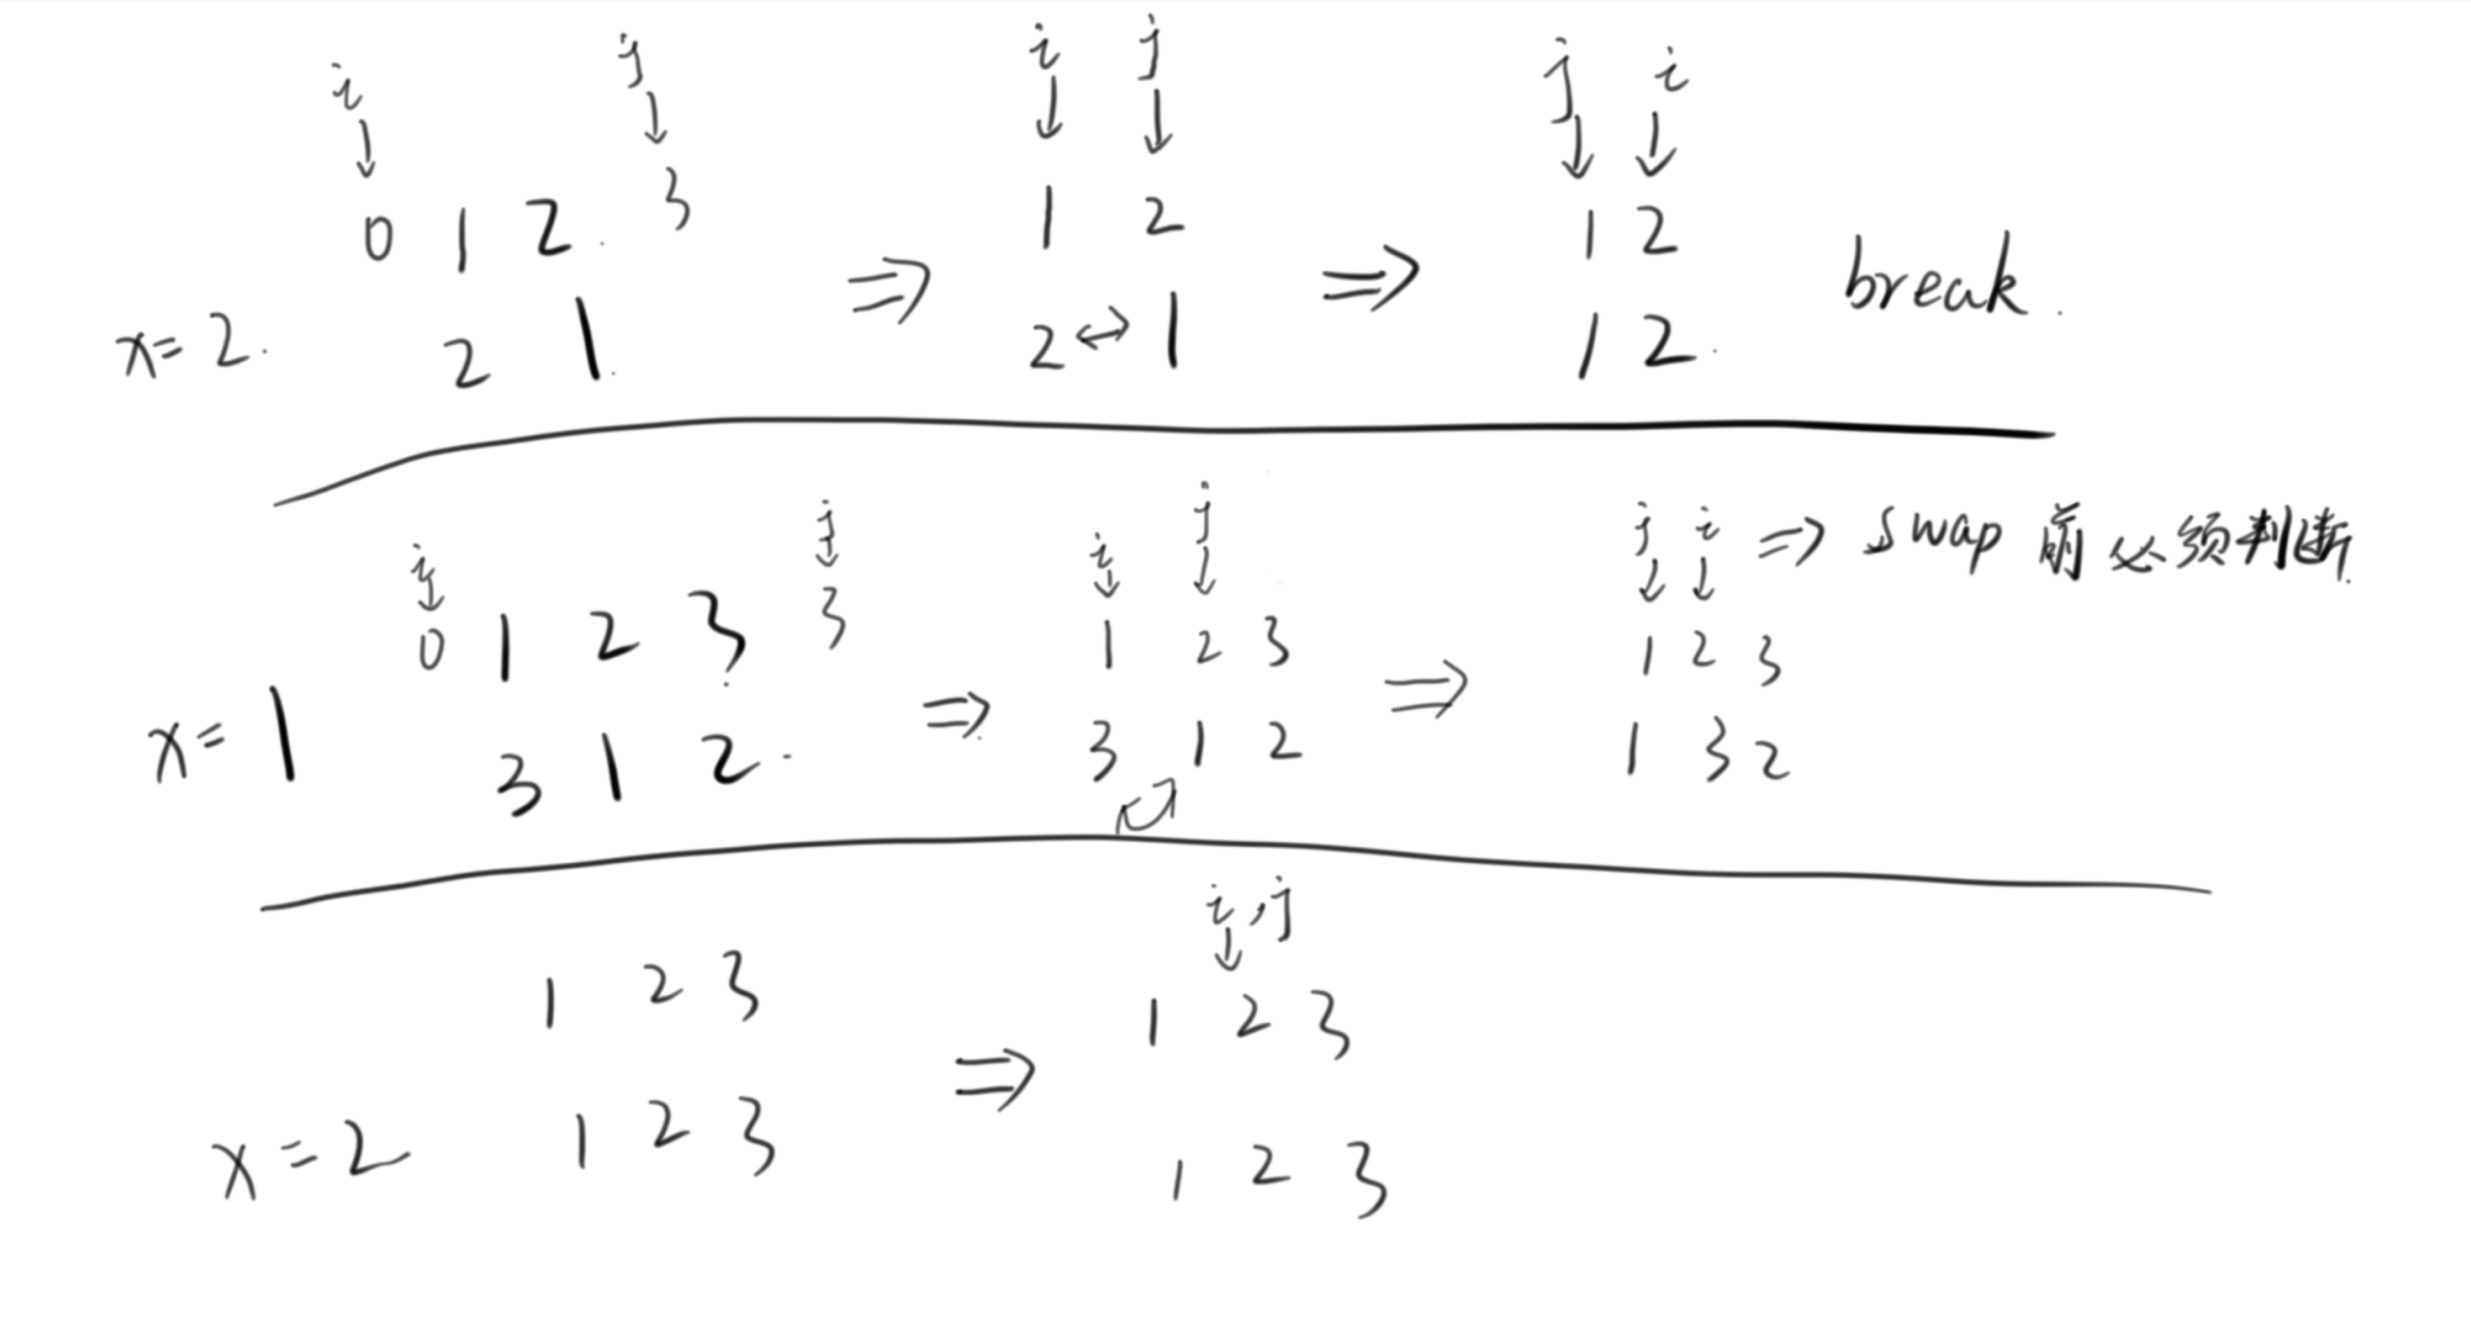 i j i j j i
0 1 2 . 3 1 2 1 2
x=2. 2 1. ⇒ 2 ↔ 1 ⇒ 1 2. break.
i j i j j i ⇒ swap 前必须判断.
0 1 2 3 3 1 2 3 1 2 3
x=1 3 1 2 ⇒ 3 1 2 ⇒ 1 3 2
i,j
1 2 3 1 2 3
x=2 1 2 3 ⇒ 1 2 3